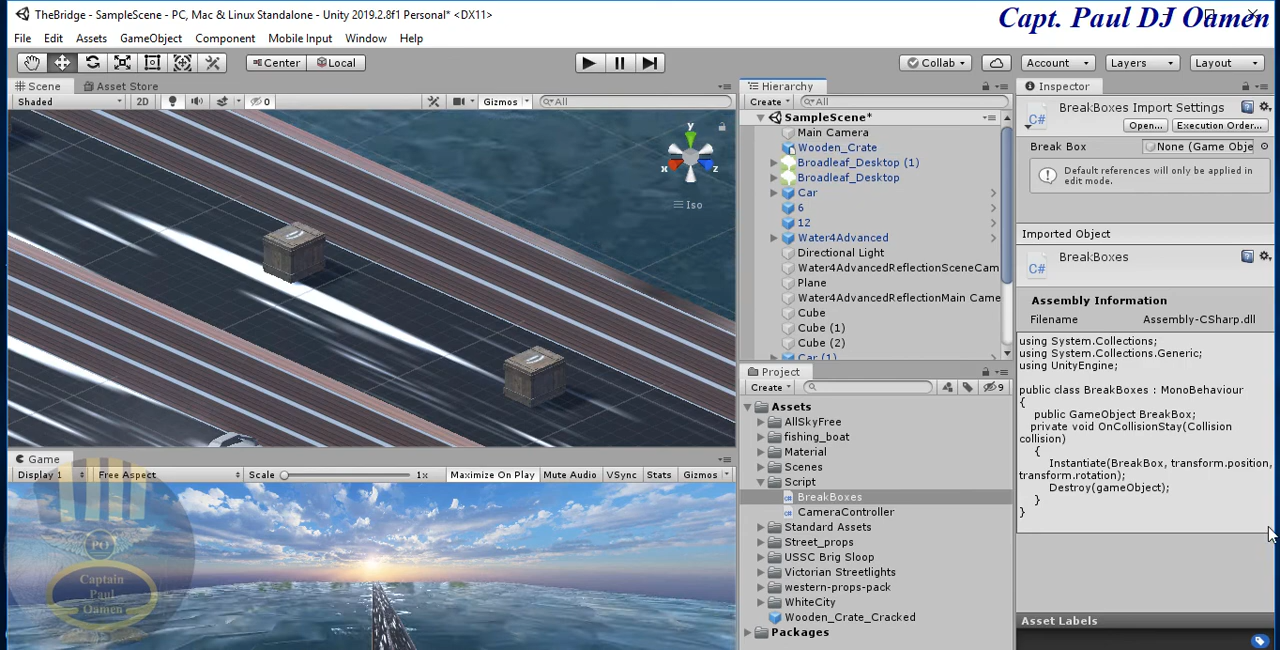 TheBridge - SampleScene - PC, Mac & Linux Standalone - Unity 2019.2.8f1 Personal* <DX11>
Capt. Paul DJ Oamen
File Edit Assets GameObject Component Mobile Input Window Help
Center Local Collab Account Layers Layout
Scene Asset Store
Shaded 2D 0 Gizmos All
y
x z
Iso
Game
Display 1 Free Aspect Scale 1x Maximize On Play Mute Audio VSync Stats Gizmos
PO
Captain
Paul
Oamen
Hierarchy
Create All
SampleScene*
Main Camera
Wooden_Crate
Broadleaf_Desktop (1)
Broadleaf_Desktop
Car
6
12
Water4Advanced
Directional Light
Water4AdvancedReflectionSceneCam
Plane
Water4AdvancedReflectionMain Came
Cube
Cube (1)
Cube (2)
Car (1)
Project
Create 9
Assets
AllSkyFree
fishing_boat
Material
Scenes
Script
BreakBoxes
CameraController
Standard Assets
Street_props
USSC Brig Sloop
Victorian Streetlights
western-props-pack
WhiteCity
Wooden_Crate_Cracked
Packages
Inspector
BreakBoxes Import Settings
C#
Open... Execution Order...
Break Box None (Game Obje
Default references will only be applied in
edit mode.
Imported Object
BreakBoxes
C#
Assembly Information
Filename Assembly-CSharp.dll
using System.Collections;
using System.Collections.Generic;
using UnityEngine;
public class BreakBoxes : MonoBehaviour
{
public GameObject BreakBox;
private void OnCollisionStay(Collision
collision)
{
Instantiate(BreakBox, transform.position,
transform.rotation);
Destroy(gameObject);
}
}
Asset Labels